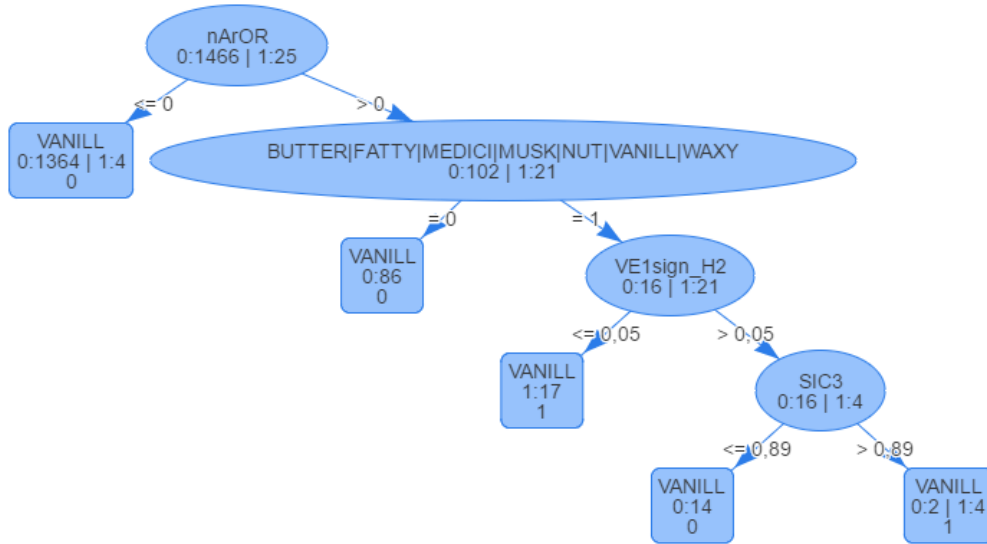 nArOR
0:1466 | 1:25
<= 0
> 0
VANILL
0:1364 | 1:4
0
BUTTER|FATTY|MEDICI|MUSK|NUT|VANILL|WAXY
0:102 | 1:21
= 0
= 1
VANILL
0:86
0
VE1sign_H2
0:16 | 1:21
<= 0,05
> 0,05
VANILL
1:17
1
SIC3
0:16 | 1:4
<= 0,89
> 0,89
VANILL
0:14
0
VANILL
0:2 | 1:4
1